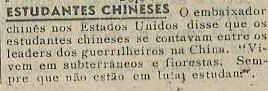 ESTUDANTES CHINESES O embaixador
chinês nos Estados Unidos disse que os
estudantes chineses se contavam entre os
leaders dos guerrilheiros na China. "Vi-
vem em subterrâneos e florestas. Sem-
pre que não estão em luta, estudam".